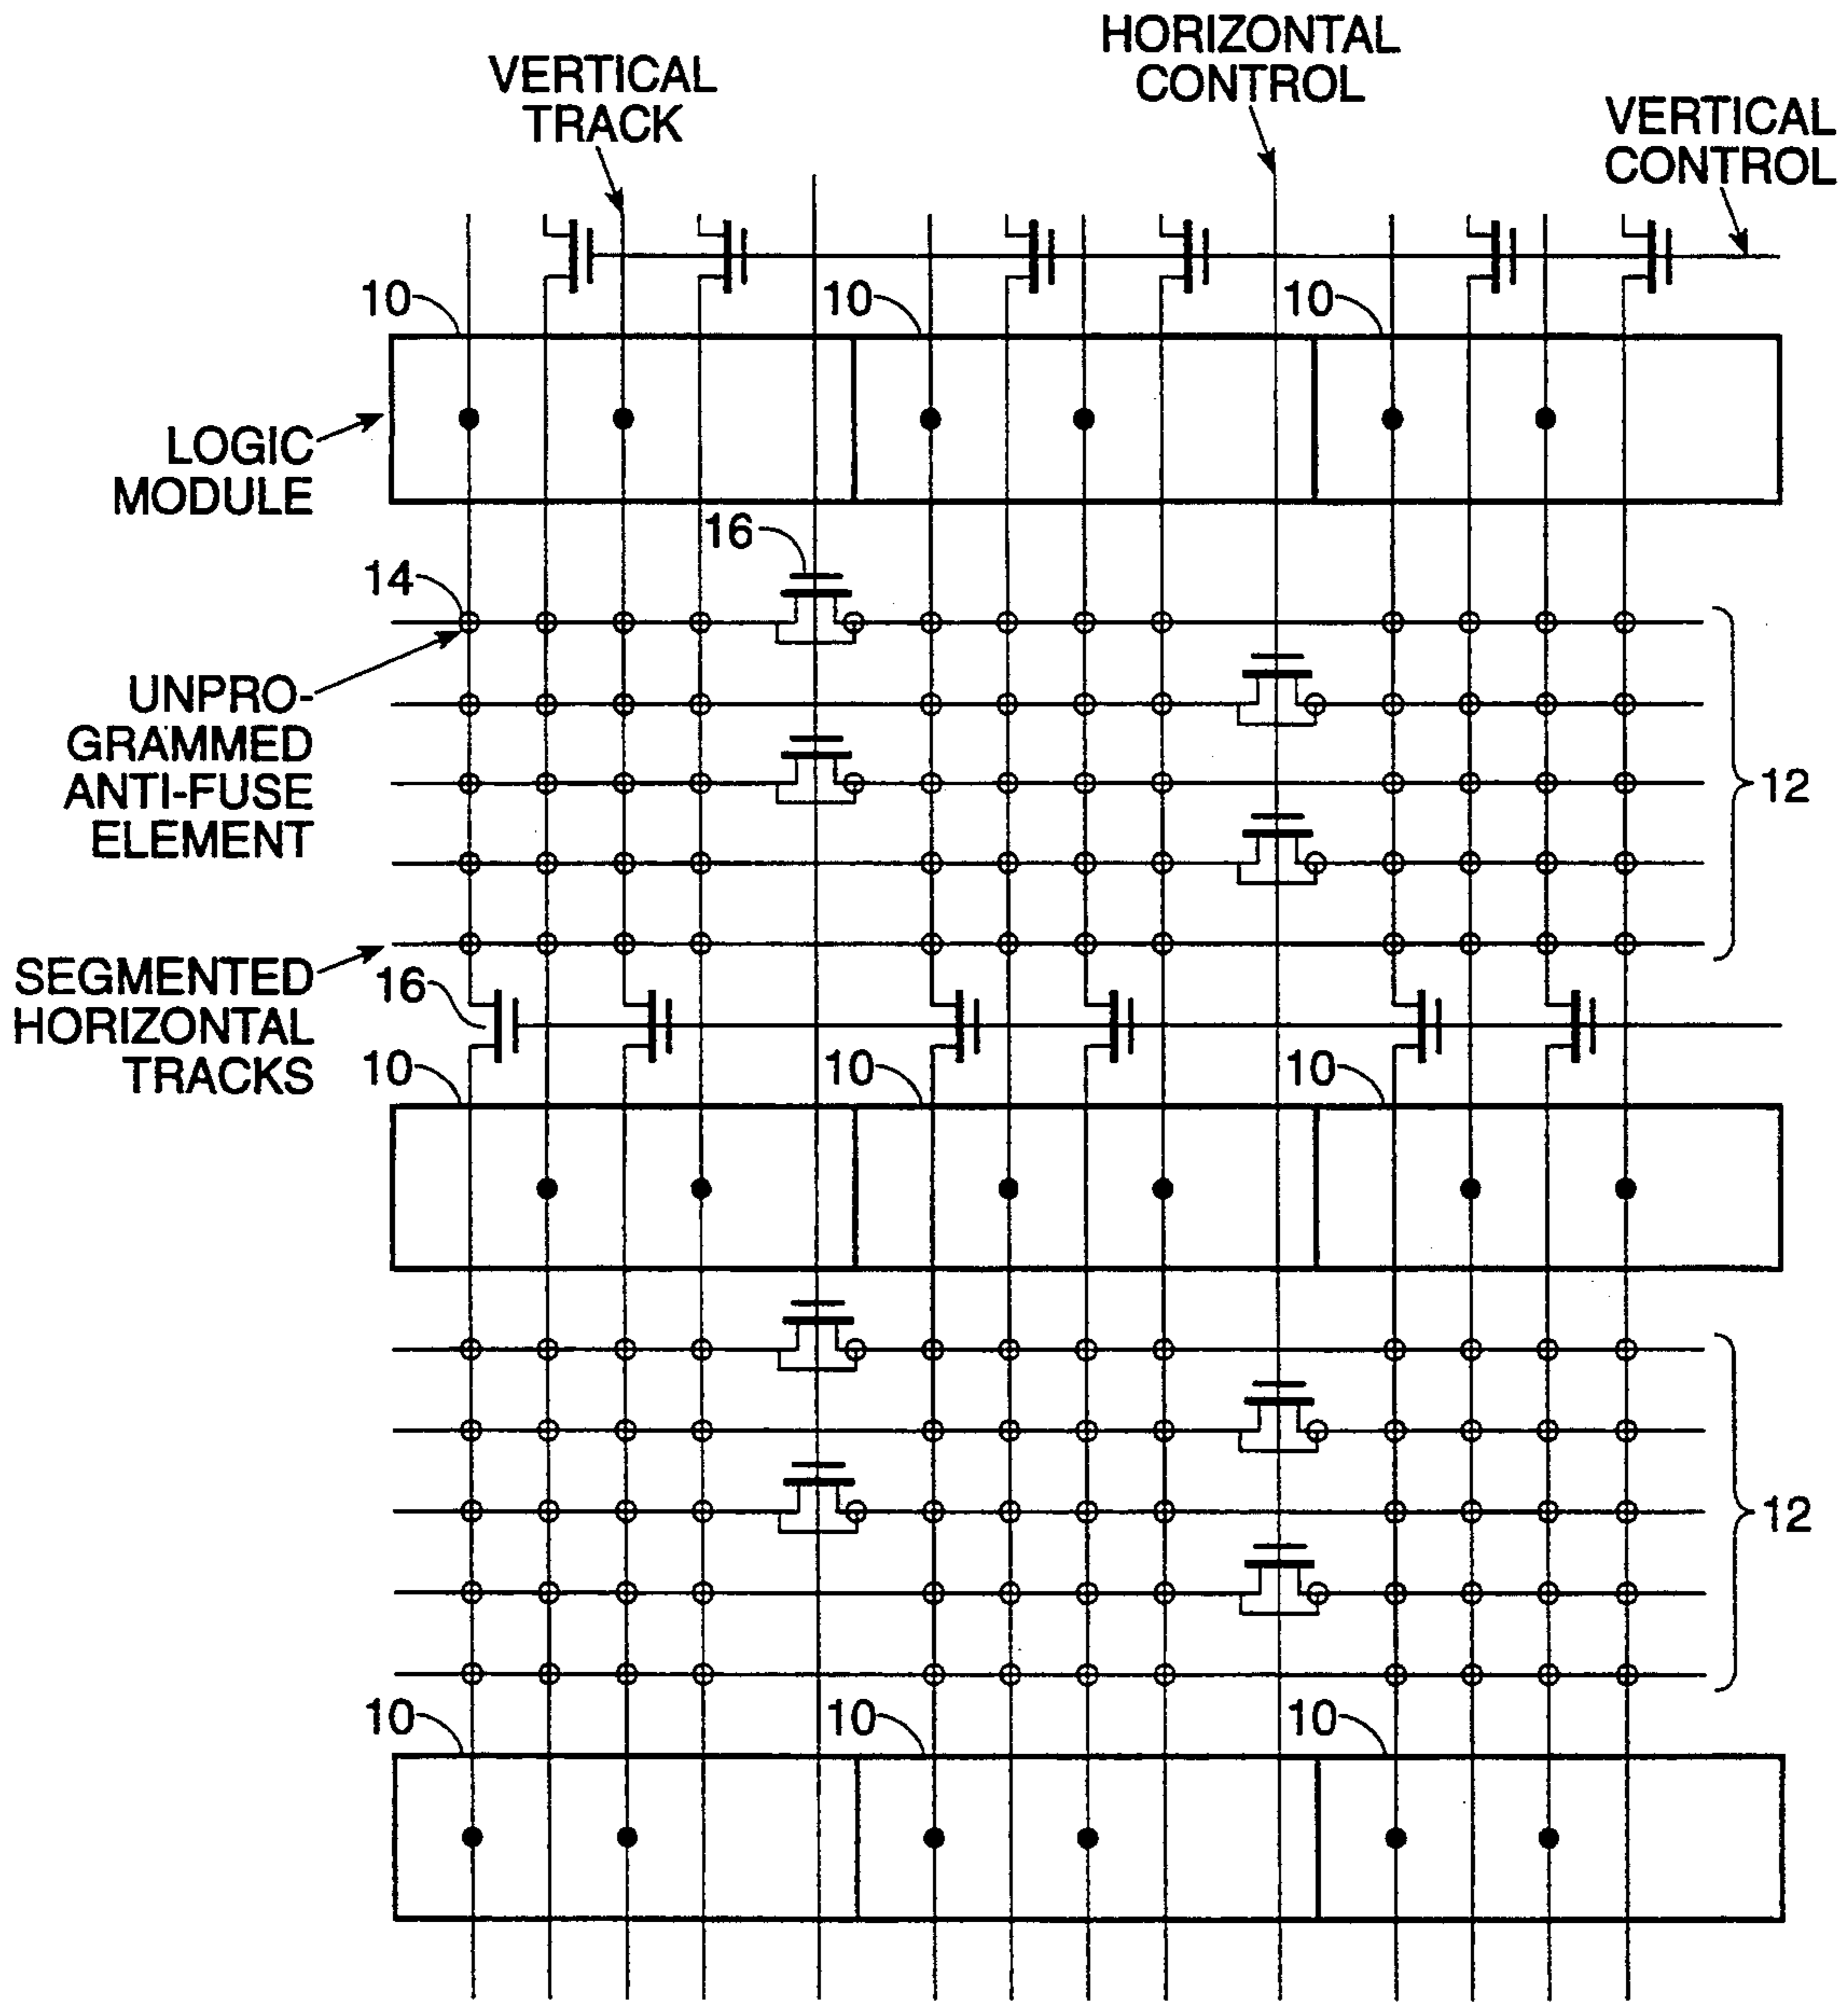 HORIZONTAL
CONTROL
VERTICAL
TRACK
VERTICAL
CONTROL
10
10
10
LOGIC
MODULE
16
14
UNPRO-
GRAMMED
ANTI-FUSE
ELEMENT
12
SEGMENTED
HORIZONTAL
TRACKS
16
10
10
10
12
10
10
10